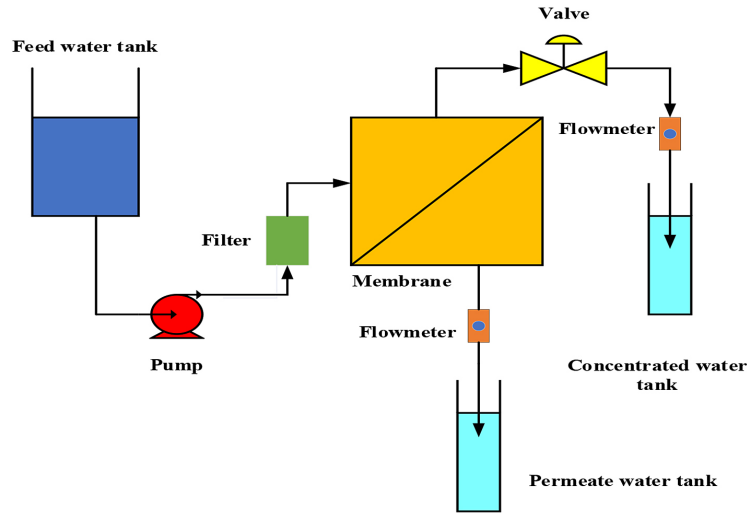 Valve
Feed water tank
Flowmeter
Filter
Membrane
Flowmeter
Pump
Concentrated water
tank
Permeate water tank